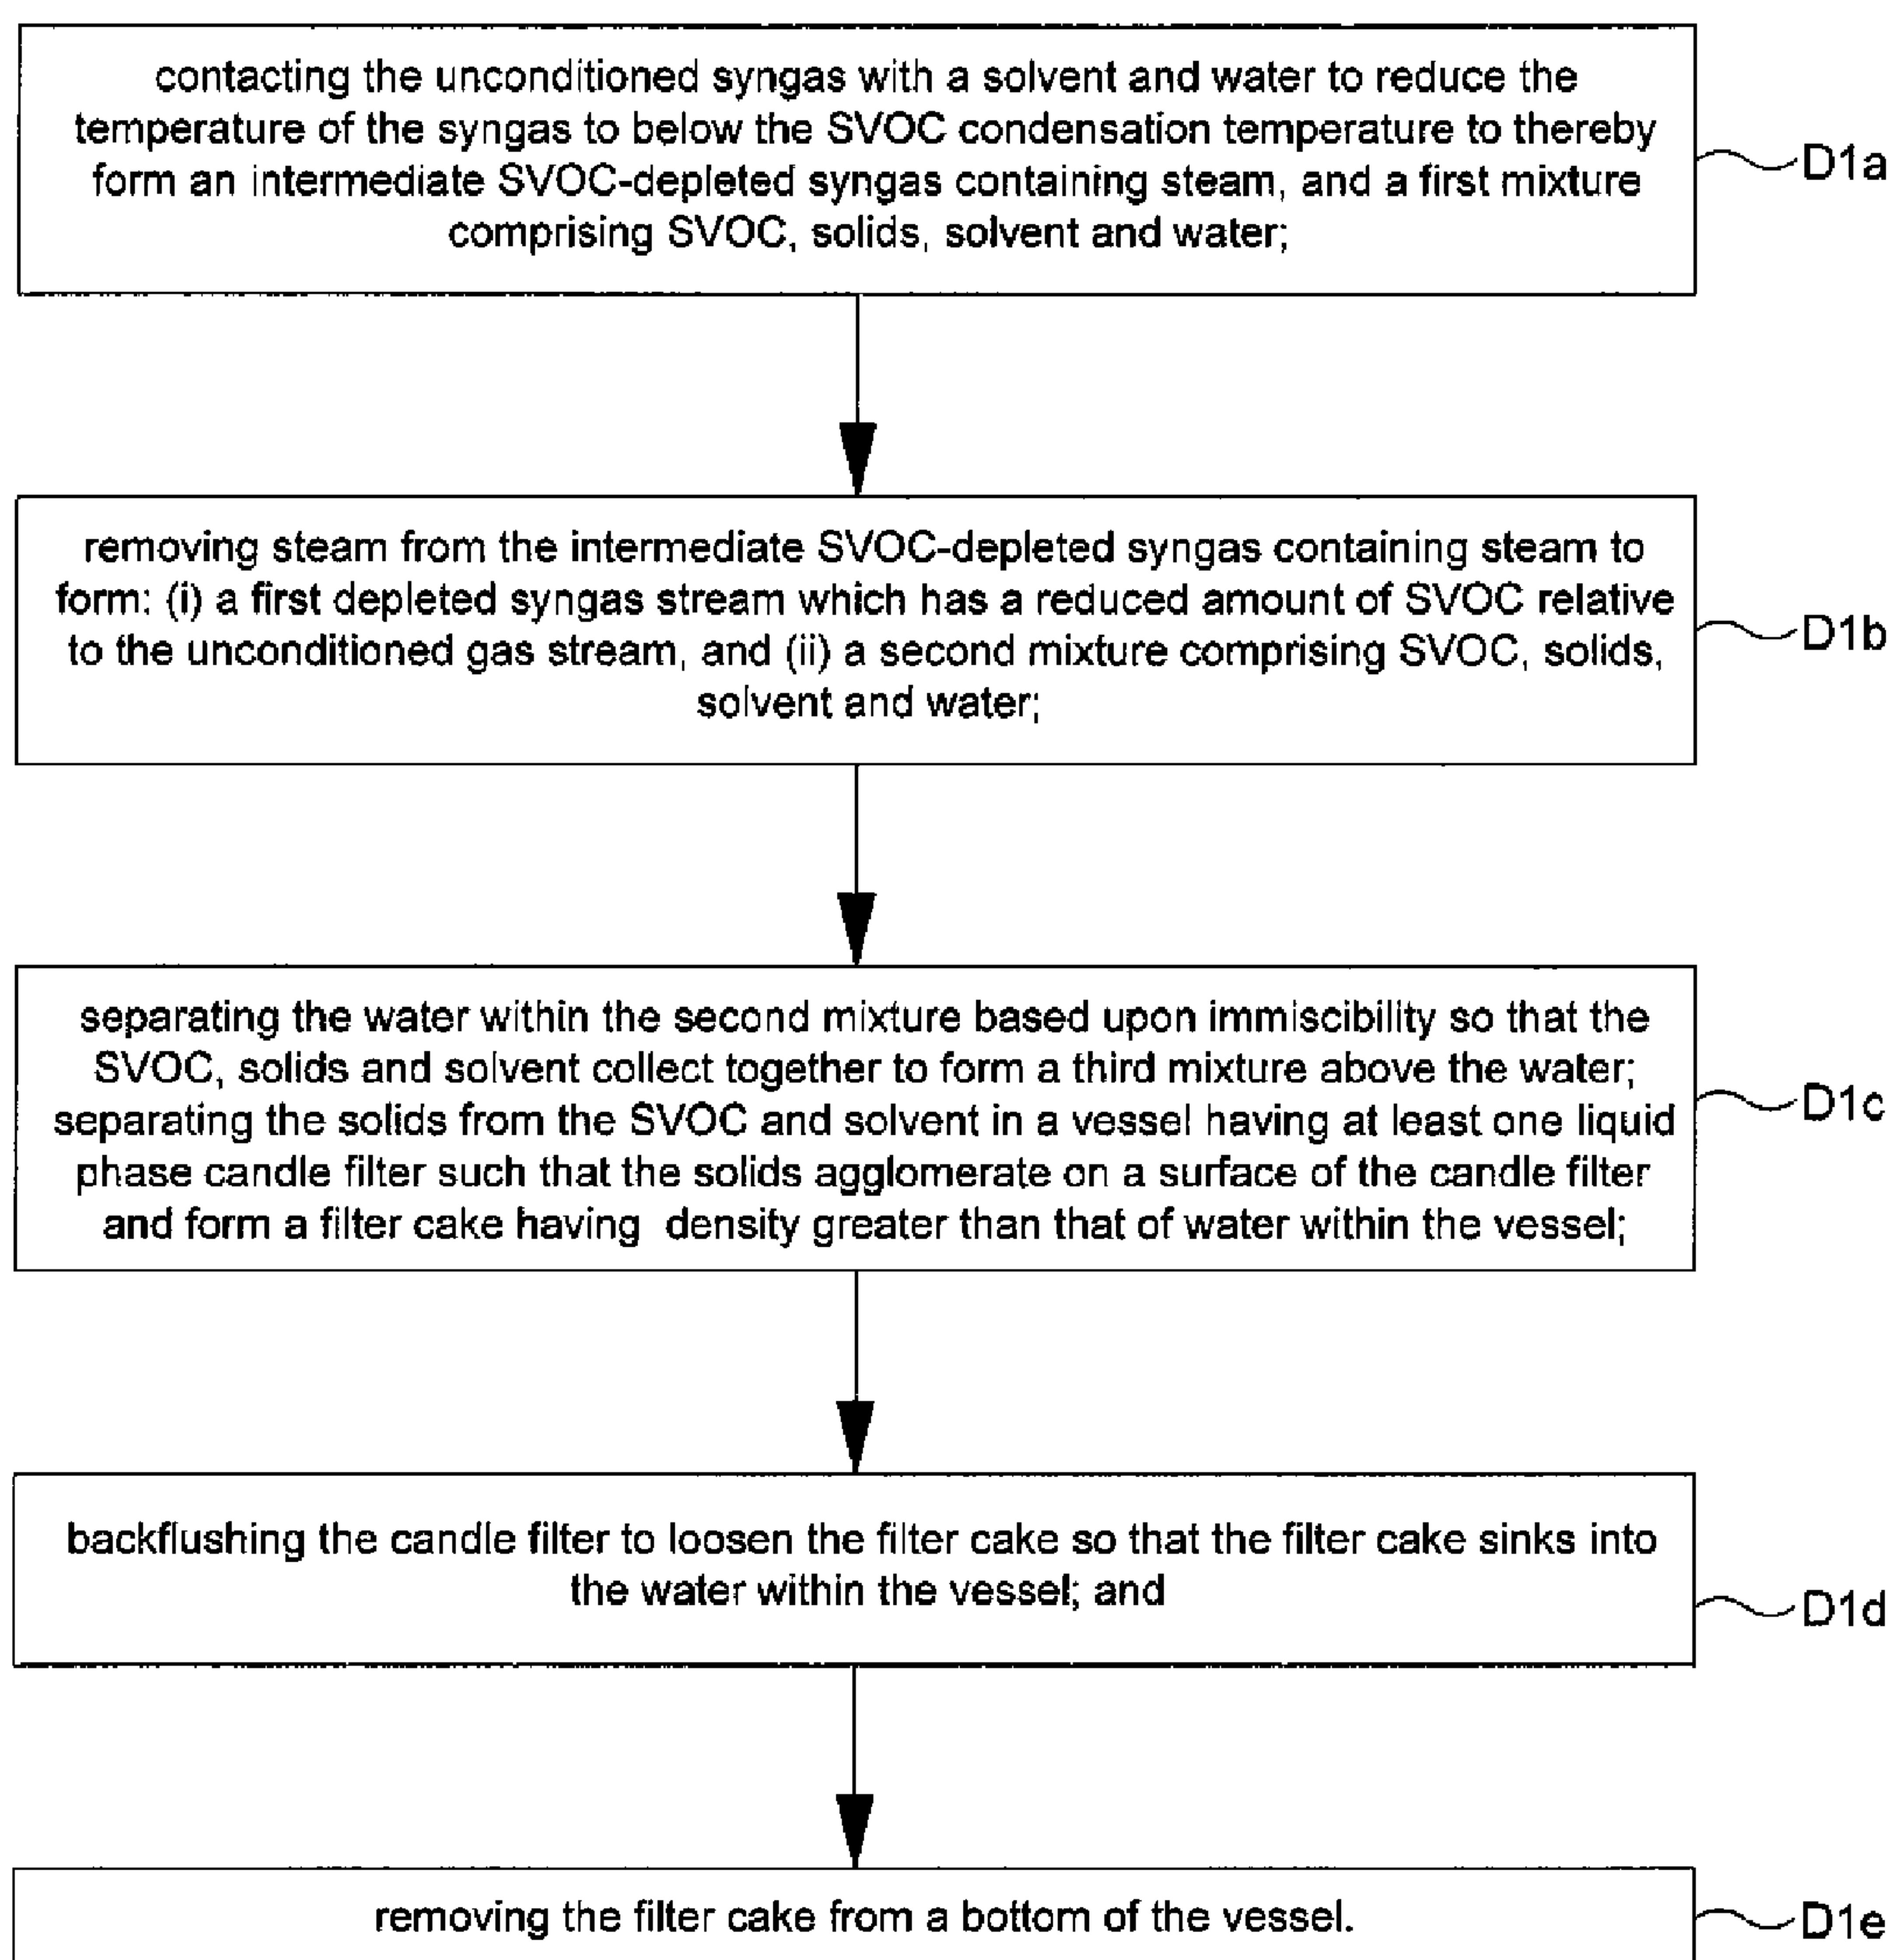 contacting the unconditioned syngas with a solvent and water to reduce the
temperature of the syngas to below the SVOC condensation temperature to thereby
form an intermediate SVOC-depleted syngas containing steam, and a first mixture
comprising SVOC, solids, solvent and water;
D1a
removing steam from the intermediate SVOC-depleted syngas containing steam to
form: (i) a first depleted syngas stream which has a reduced amount of SVOC relative
to the unconditioned gas stream, and (ii) a second mixture comprising SVOC, solids,
solvent and water;
D1b
separating the water within the second mixture based upon immiscibility so that the
SVOC, solids and solvent collect together to form a third mixture above the water;
separating the solids from the SVOC and solvent in a vessel having at least one liquid
phase candle filter such that the solids agglomerate on a surface of the candle filter
and form a filter cake having density greater than that of water within the vessel;
D1c
backflushing the candle filter to loosen the filter cake so that the filter cake sinks into
the water within the vessel; and
D1d
removing the filter cake from a bottom of the vessel.
D1e